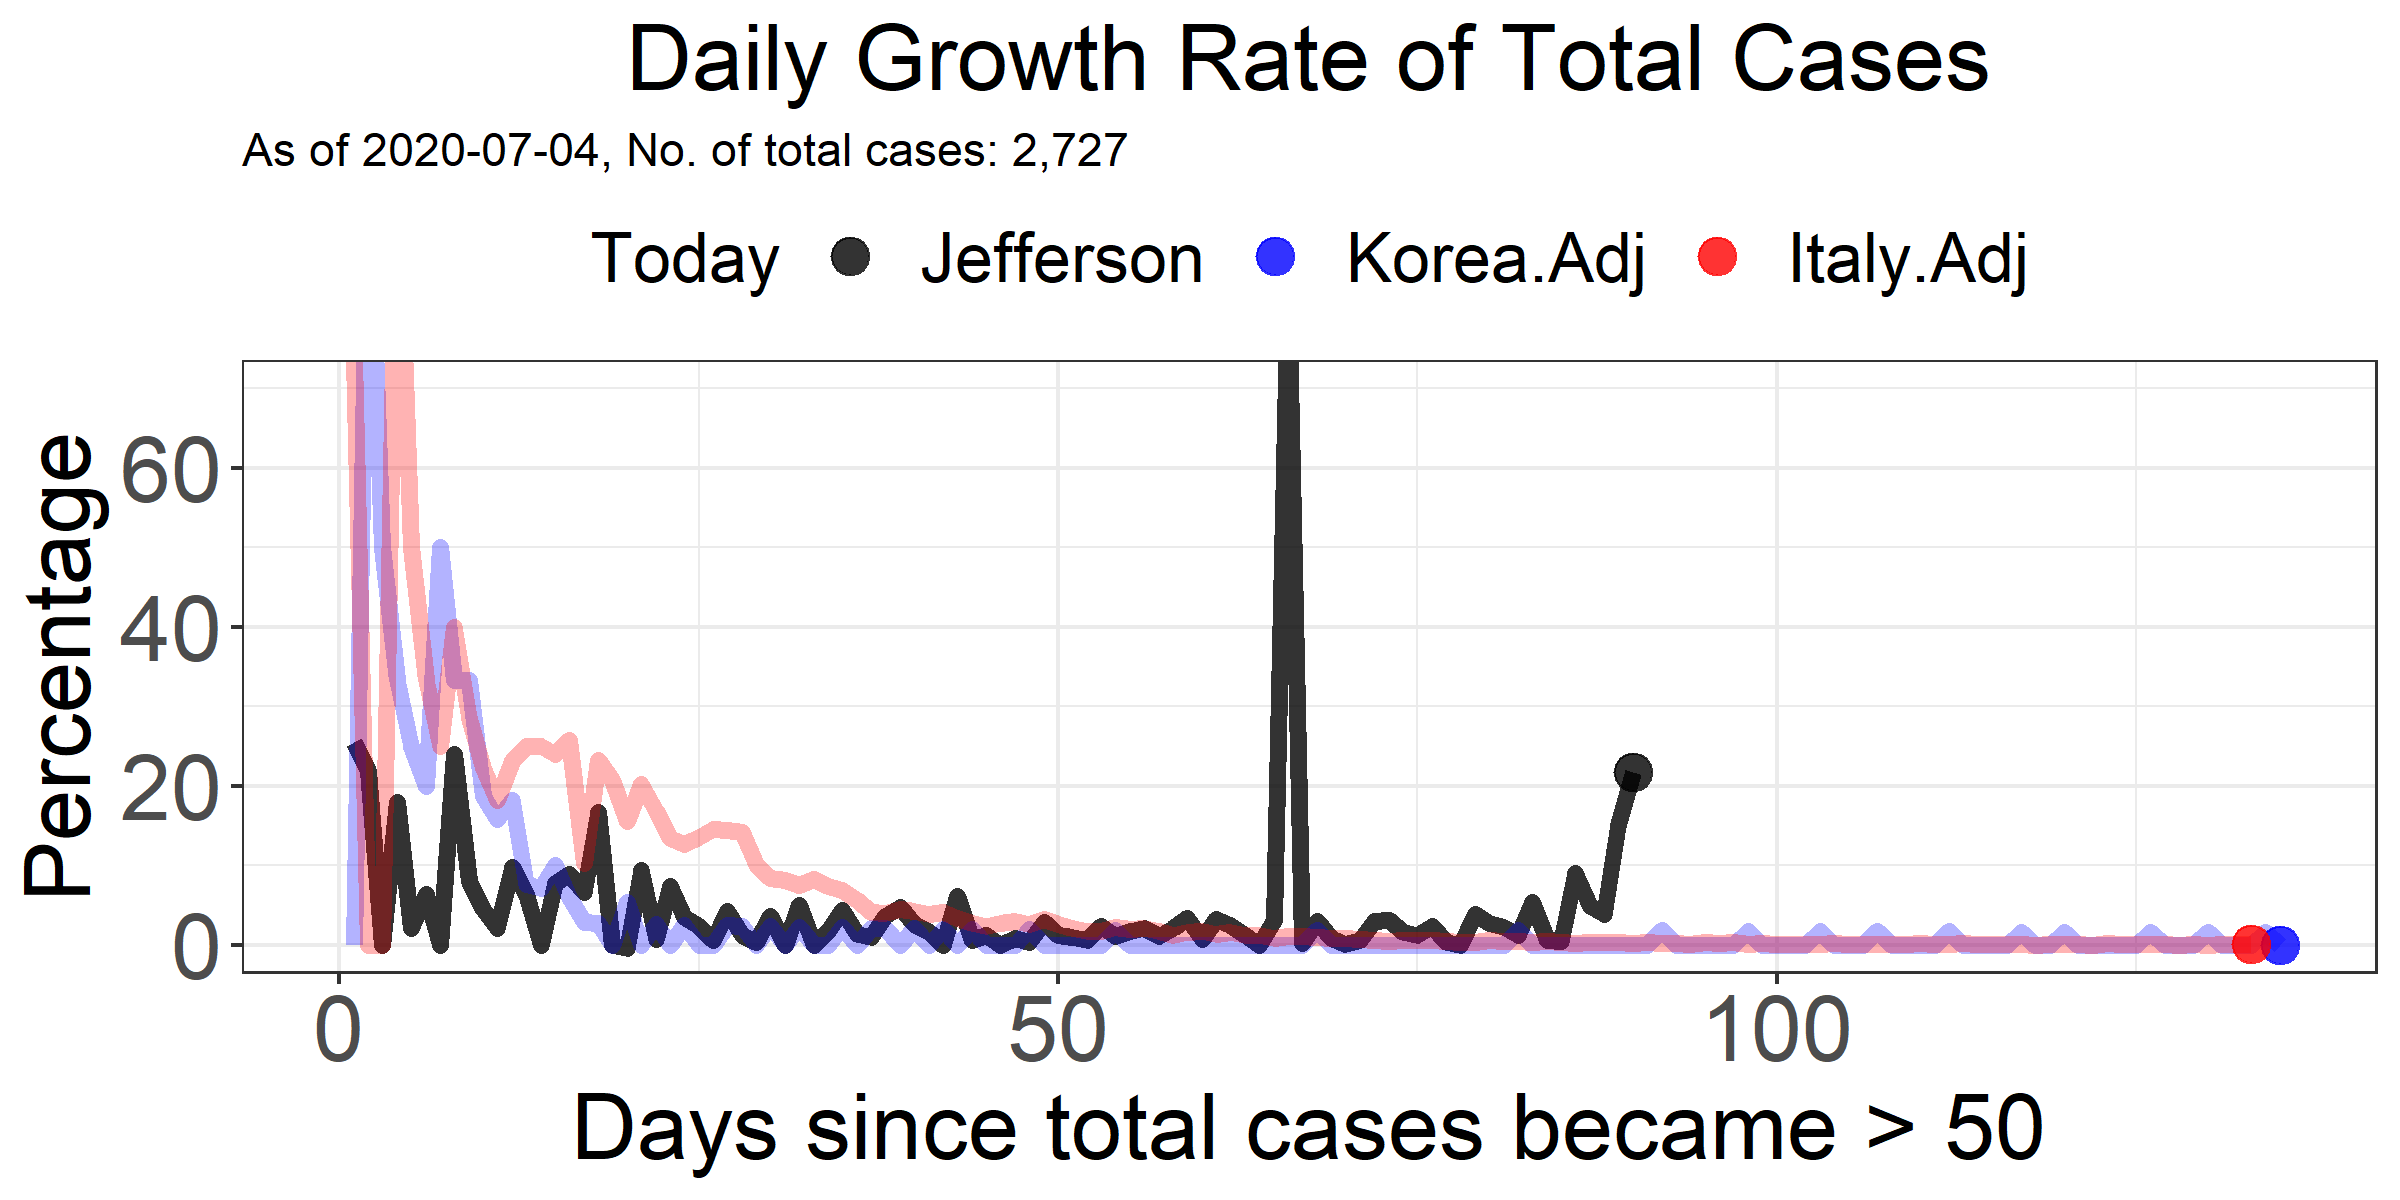 Daily Growth Rate of Total Cases
As of 2020-07-04, No. of total cases: 2,727
Today Jefferson Korea.Adj Italy.Adj
Percentage
60
40
20
0
0 50 100
Days since total cases became > 50